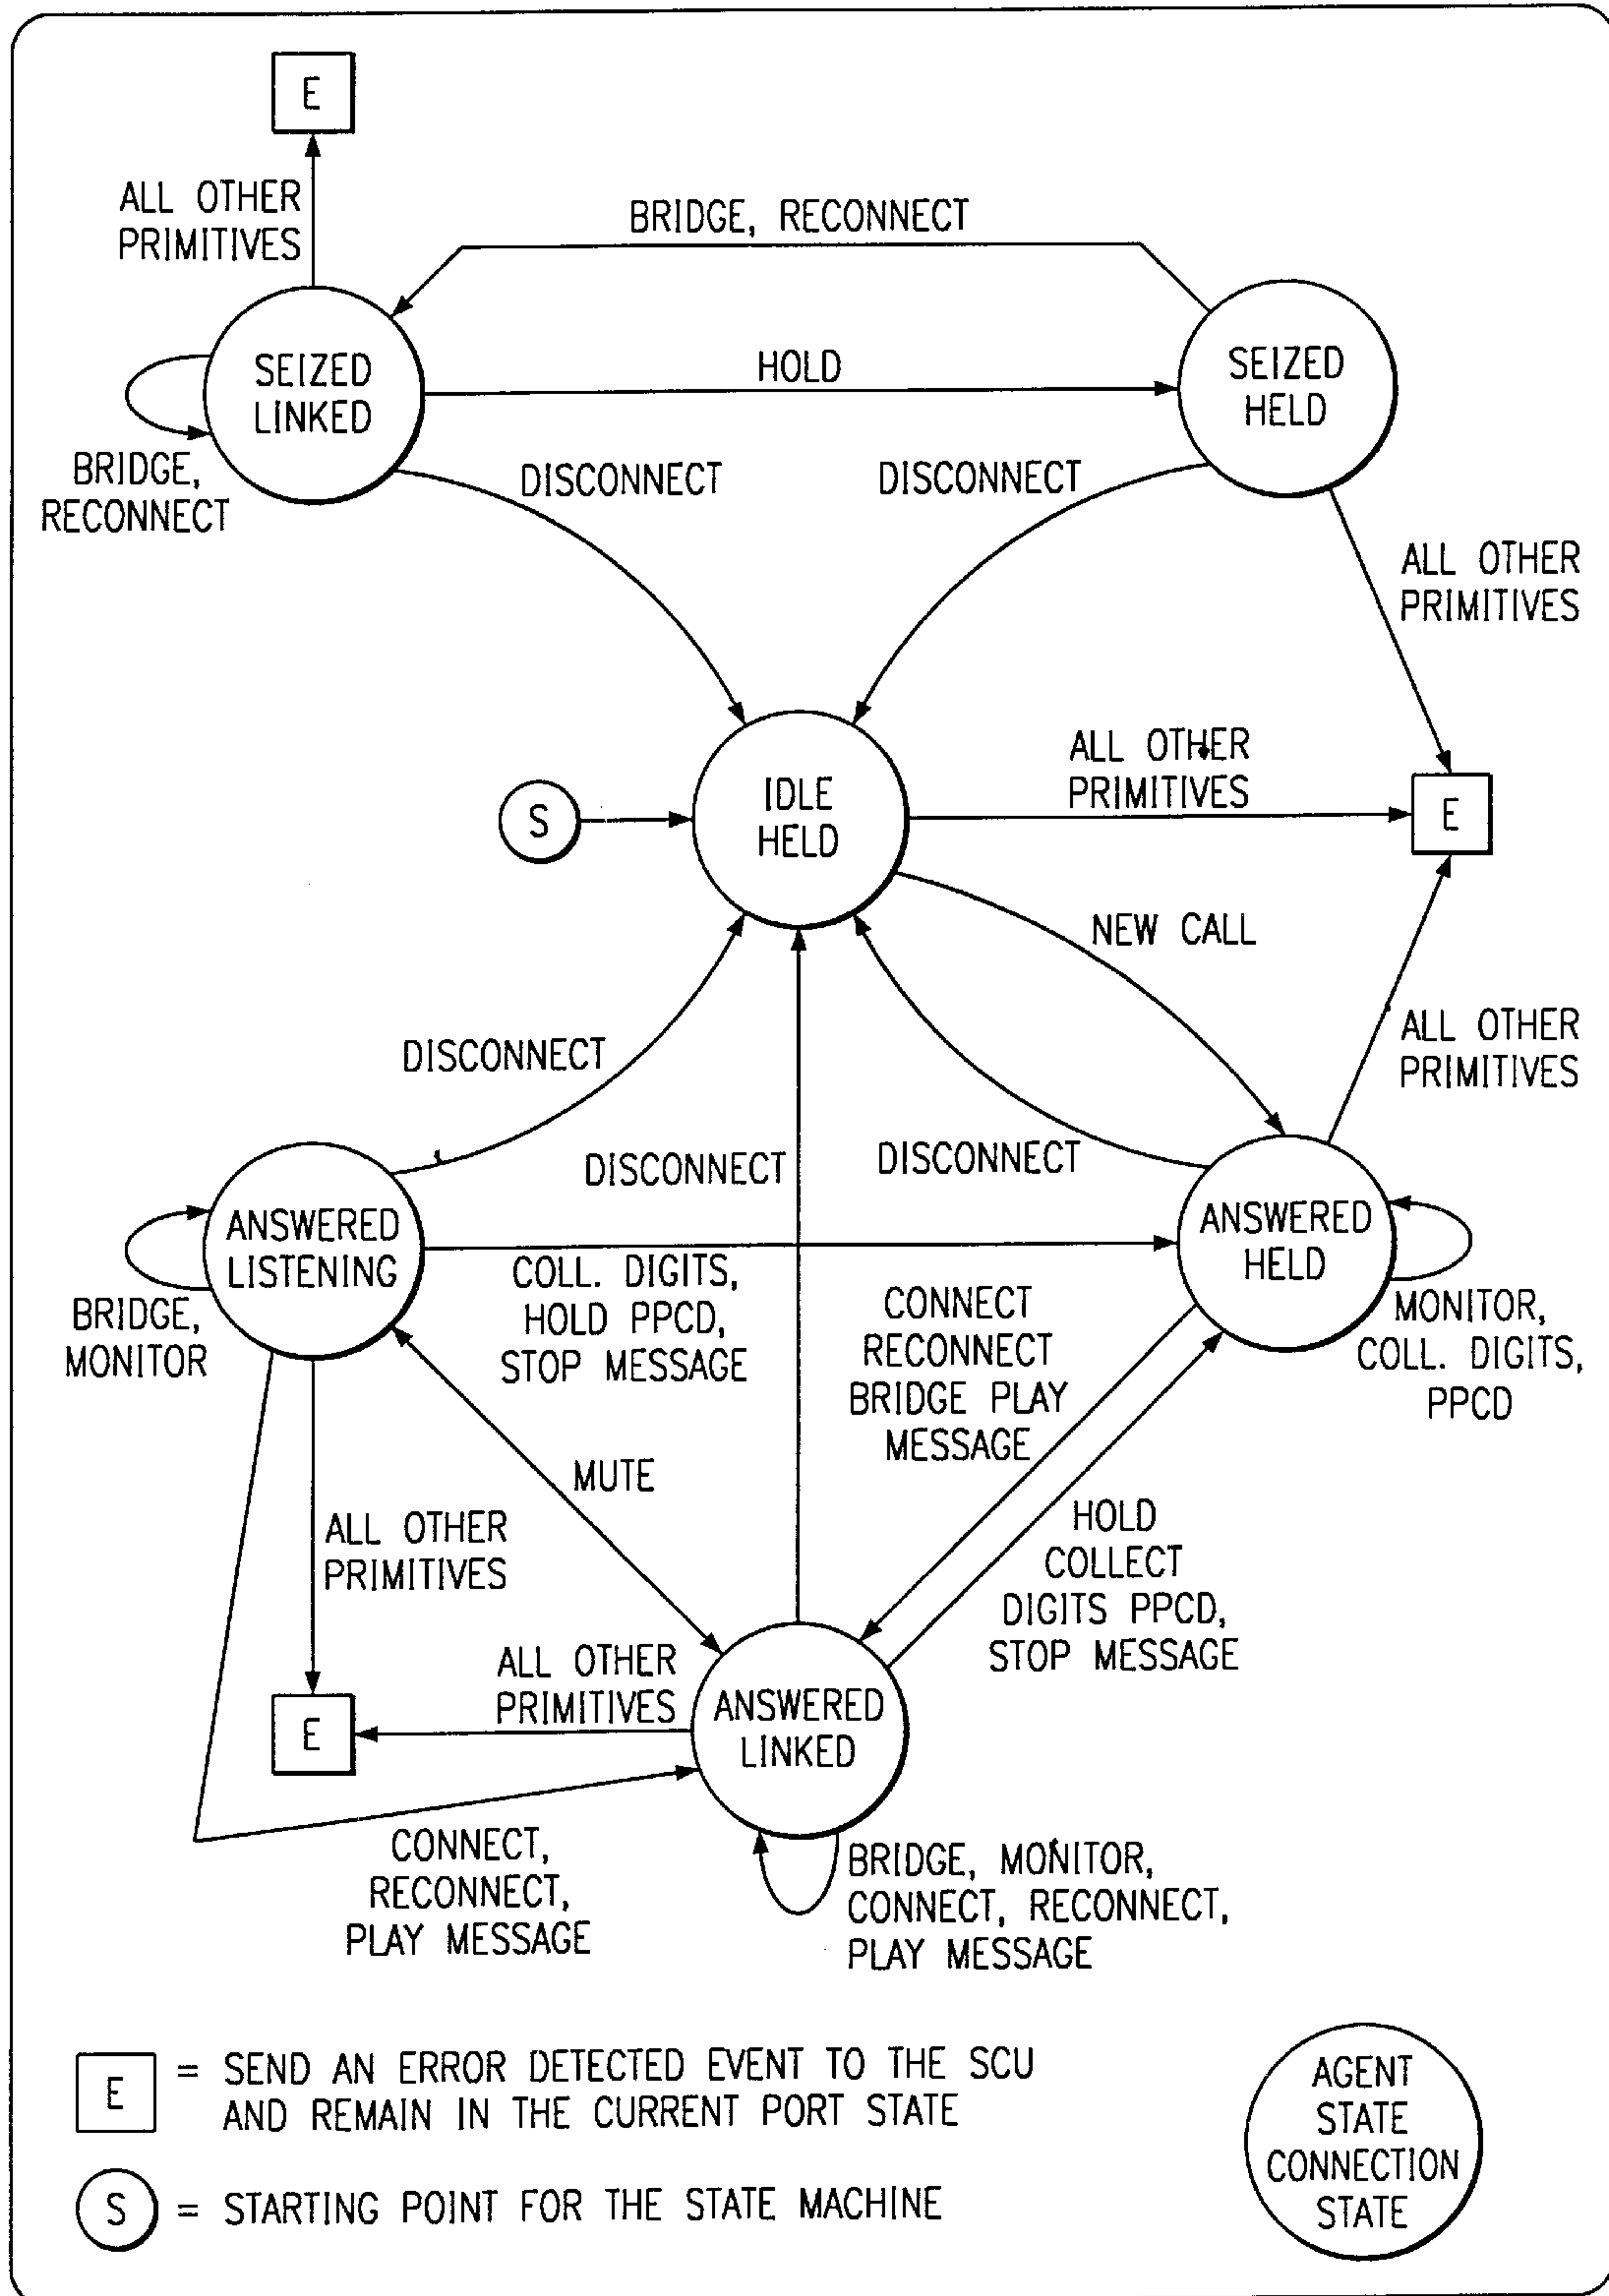 E
ALL OTHER
PRIMITIVES
BRIDGE, RECONNECT
SEIZED
LINKED
HOLD
SEIZED
HELD
BRIDGE,
RECONNECT
DISCONNECT
DISCONNECT
ALL OTHER
PRIMITIVES
S
IDLE
HELD
ALL OTHER
PRIMITIVES
E
NEW CALL
ALL OTHER
PRIMITIVES
DISCONNECT
DISCONNECT
DISCONNECT
ANSWERED
LISTENING
BRIDGE,
MONITOR
COLL. DIGITS,
HOLD PPCD,
STOP MESSAGE
ANSWERED
HELD
MONITOR,
COLL. DIGITS,
PPCD
CONNECT
RECONNECT
BRIDGE PLAY
MESSAGE
MUTE
HOLD
COLLECT
DIGITS PPCD,
STOP MESSAGE
ALL OTHER
PRIMITIVES
E
ALL OTHER
PRIMITIVES
ANSWERED
LINKED
CONNECT,
RECONNECT,
PLAY MESSAGE
BRIDGE, MONITOR,
CONNECT, RECONNECT,
PLAY MESSAGE
E = SEND AN ERROR DETECTED EVENT TO THE SCU
AND REMAIN IN THE CURRENT PORT STATE
S = STARTING POINT FOR THE STATE MACHINE
AGENT
STATE
CONNECTION
STATE